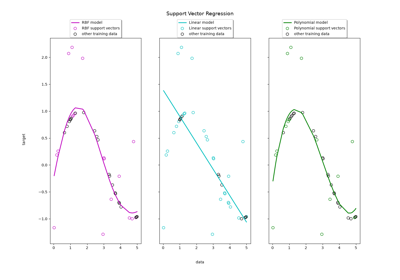 Support Vector Regression
RBF model
RBF support vectors
other training data
Linear model
Linear support vectors
other training data
Polynomial model
Polynomial support vectors
other training data
target
2.0
1.5
1.0
0.5
0.0
−0.5
−1.0
0 1 2 3 4 5
0 1 2 3 4 5
0 1 2 3 4 5
data